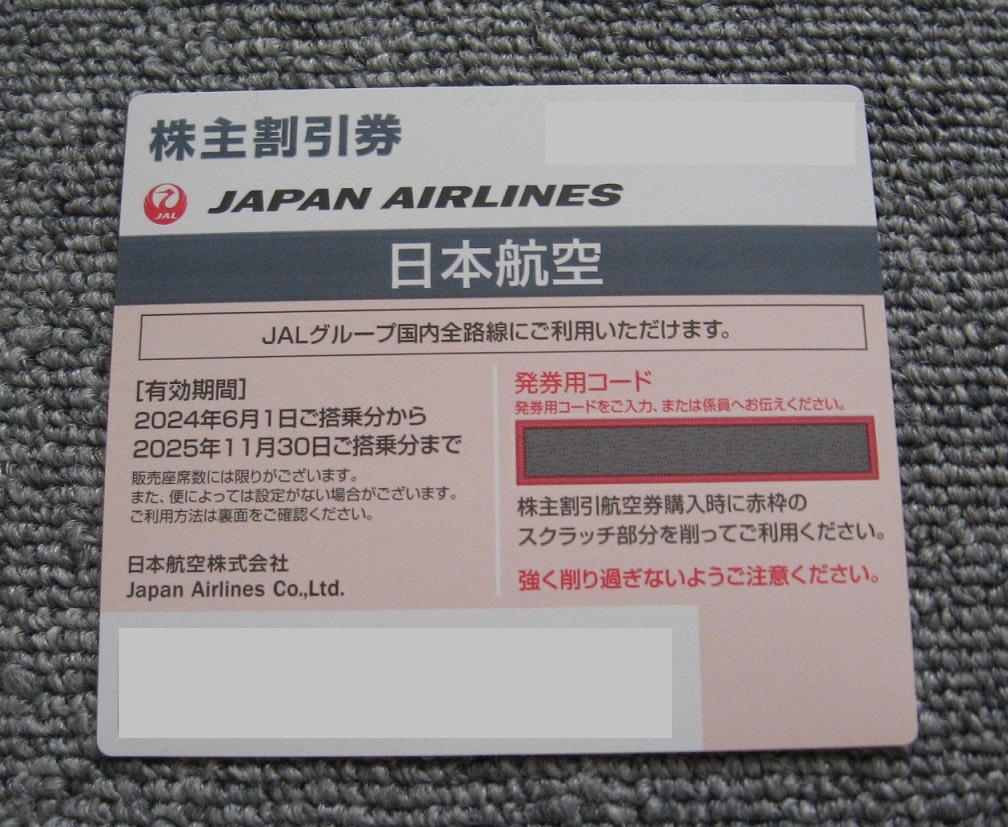 株主割引券
JAL
JAPAN AIRLINES
日本航空
JALグループ国内全路線にご利用いただけます。
[有効期間]
2024年6月1日ご搭乗分から
2025年11月30日ご搭乗分まで
販売座席数には限りがございます。
また、便によっては設定がない場合がございます。
ご利用方法は裏面をご確認ください。
日本航空株式会社
Japan Airlines Co.,Ltd.
発券用コード
発券用コードをご入力、または係員へお伝えください。
株主割引航空券購入時に赤枠の
スクラッチ部分を削ってご利用ください。
強く削り過ぎないようご注意ください。